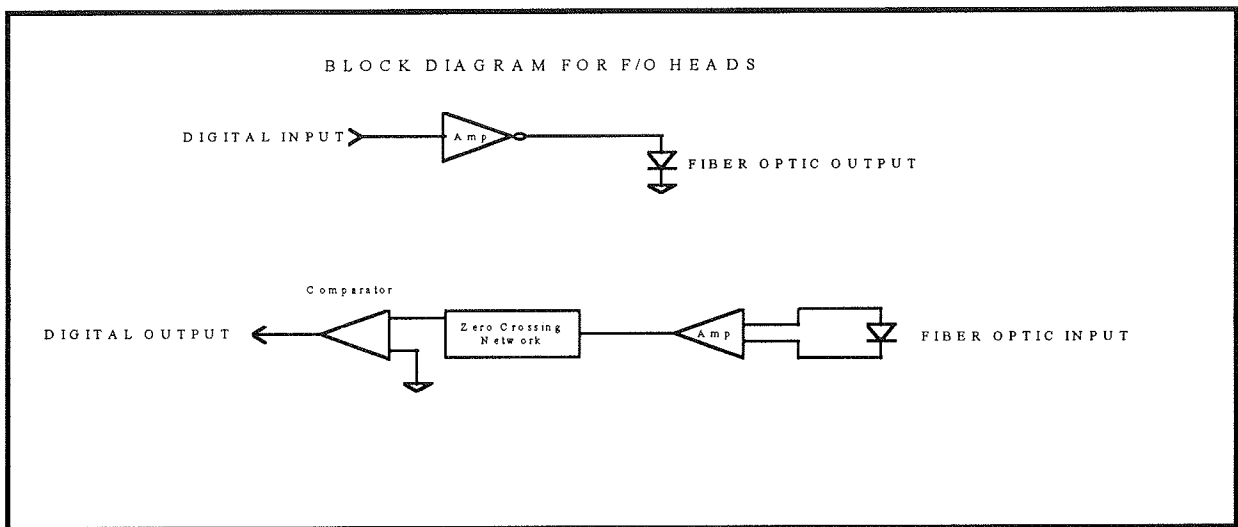 BLOCK DIAGRAM FOR F/O HEADS
DIGITAL INPUT
Amp
FIBER OPTIC OUTPUT
Comparator
DIGITAL OUTPUT
Zero Crossing
Network
Amp
FIBER OPTIC INPUT